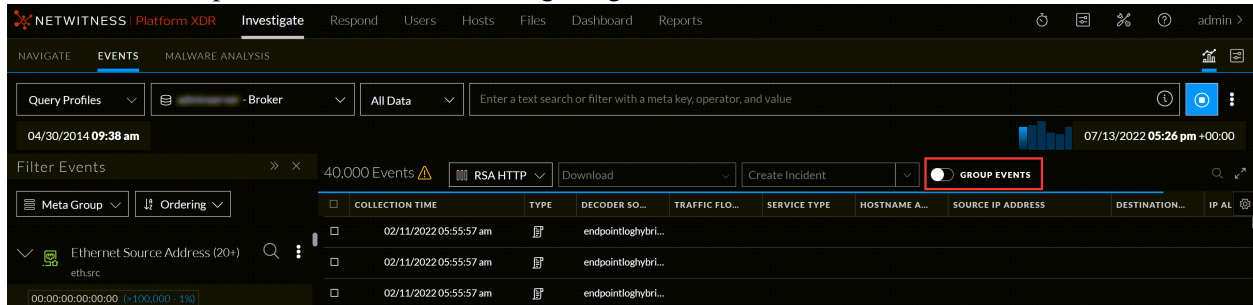 NETWITNESS | Platform XDR Investigate Respond Users Hosts Files Dashboard Reports admin >
NAVIGATE EVENTS MALWARE ANALYSIS
Query Profiles - Broker All Data Enter a text search or filter with a meta key, operator, and value
04/30/2014 09:38 am 07/13/2022 05:26 pm +00:00
Filter Events 40,000 Events RSA HTTP Download Create Incident GROUP EVENTS
Meta Group Ordering COLLECTION TIME TYPE DECODER SO... TRAFFIC FLO... SERVICE TYPE HOSTNAME A... SOURCE IP ADDRESS DESTINATION... IP AL
02/11/2022 05:55:57 am endpointloghybri...
Ethernet Source Address (20+)
eth.src
02/11/2022 05:55:57 am endpointloghybri...
00:00:00:00:00:00 (>100,000 - 1%) 02/11/2022 05:55:57 am endpointloghybri...